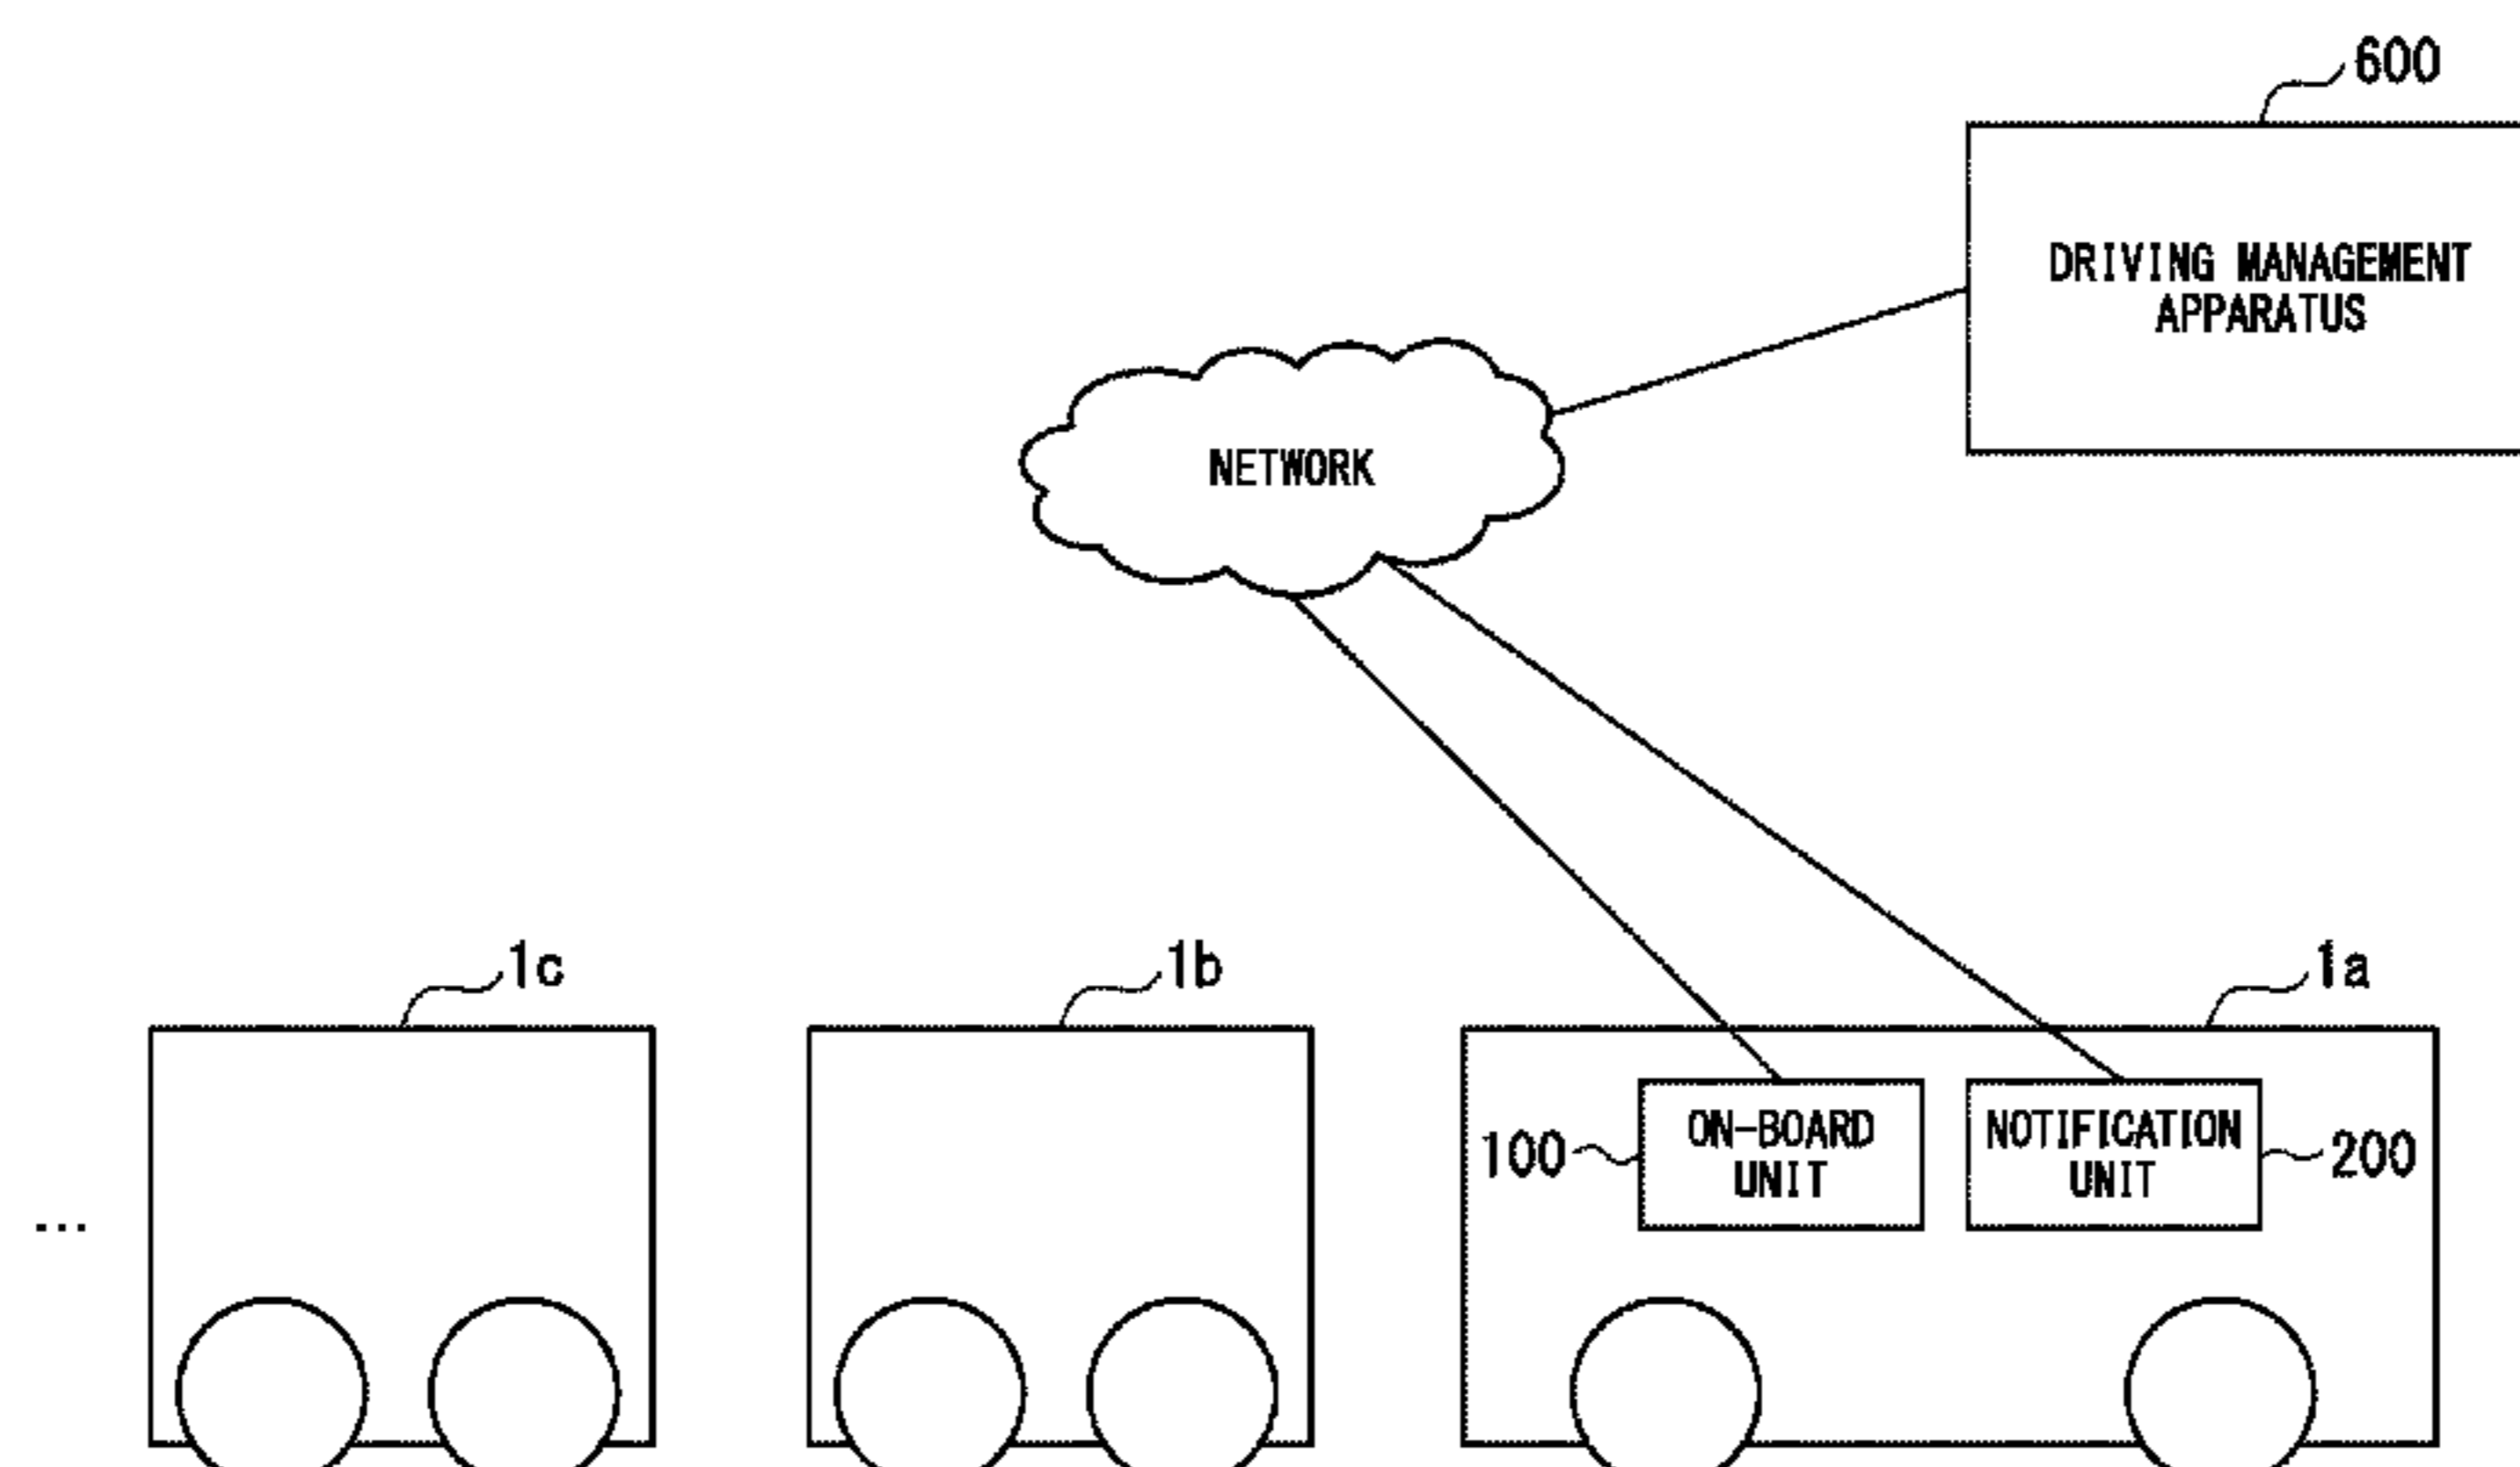 600
DRIVING MANAGEMENT
APPARATUS
NETWORK
1c
1b
1a
100
ON-BOARD
UNIT
NOTIFICATION
UNIT
200
...